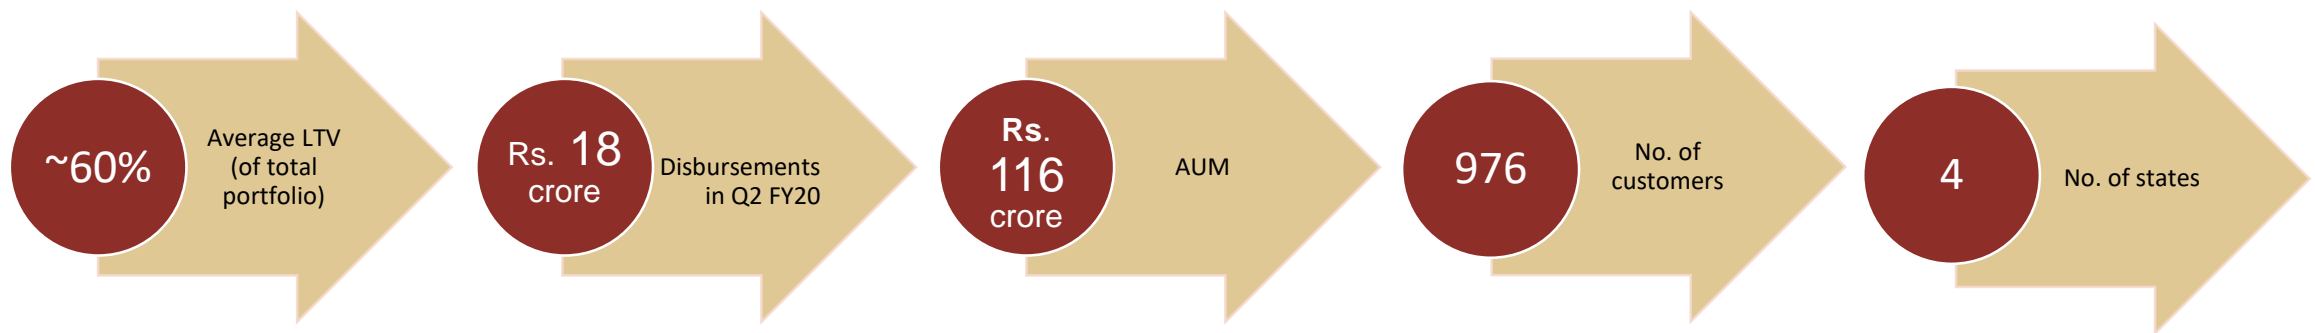 ~60%
Average LTV
(of total
portfolio)
Rs. 18
crore
Disbursements
in Q2 FY20
Rs.
116
crore
AUM
976
No. of
customers
4
No. of states